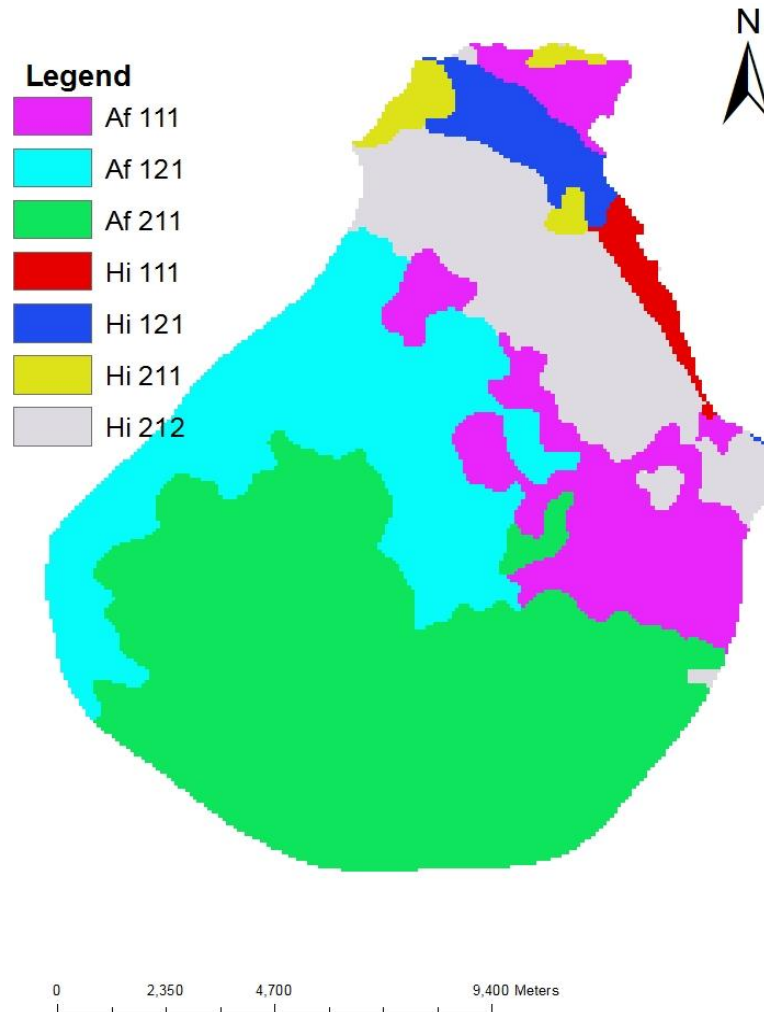 N
Legend
Af 111
Af 121
Af 211
Hi 111
Hi 121
Hi 211
Hi 212
0 2,350 4,700 9,400 Meters